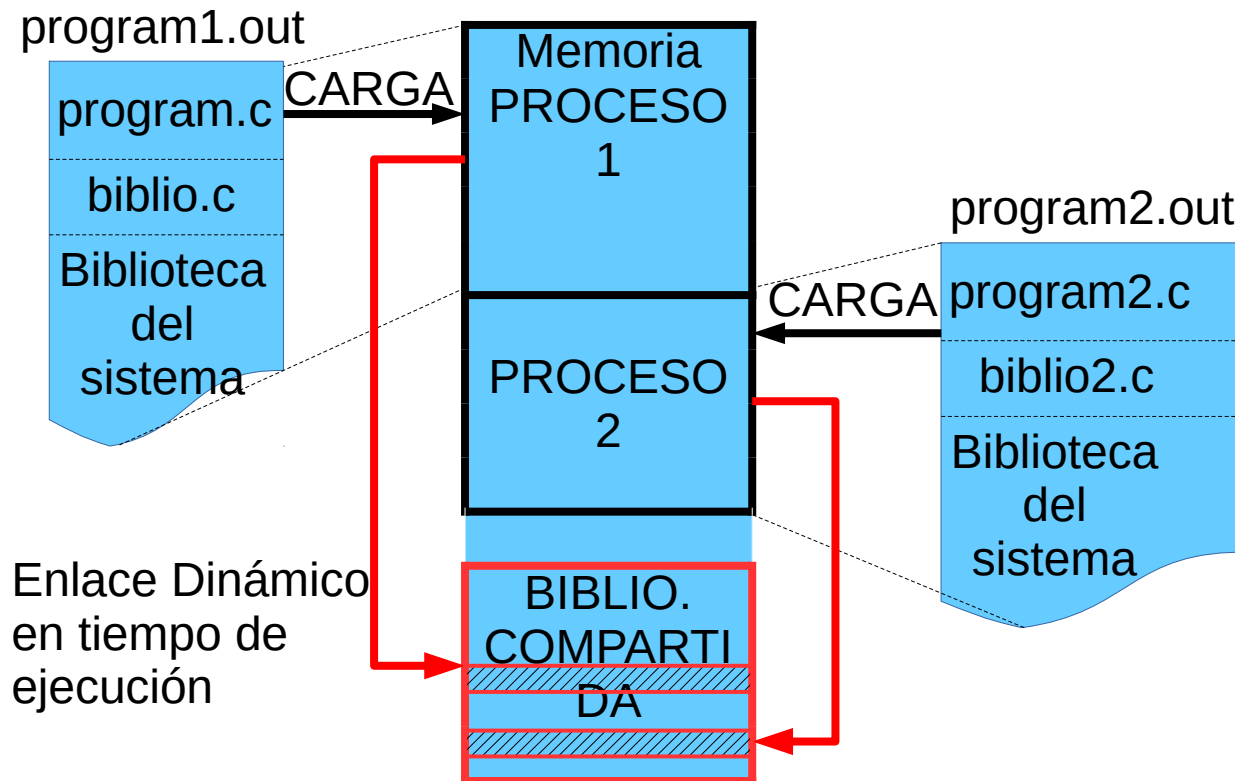 program1.out
program.c
biblio.c
Biblioteca
del
sistema
CARGA
Memoria
PROCESO
1
PROCESO
2
CARGA
program2.out
program2.c
biblio2.c
Biblioteca
del
sistema
Enlace Dinámico
en tiempo de
ejecución
BIBLIO.
COMPARTI
DA